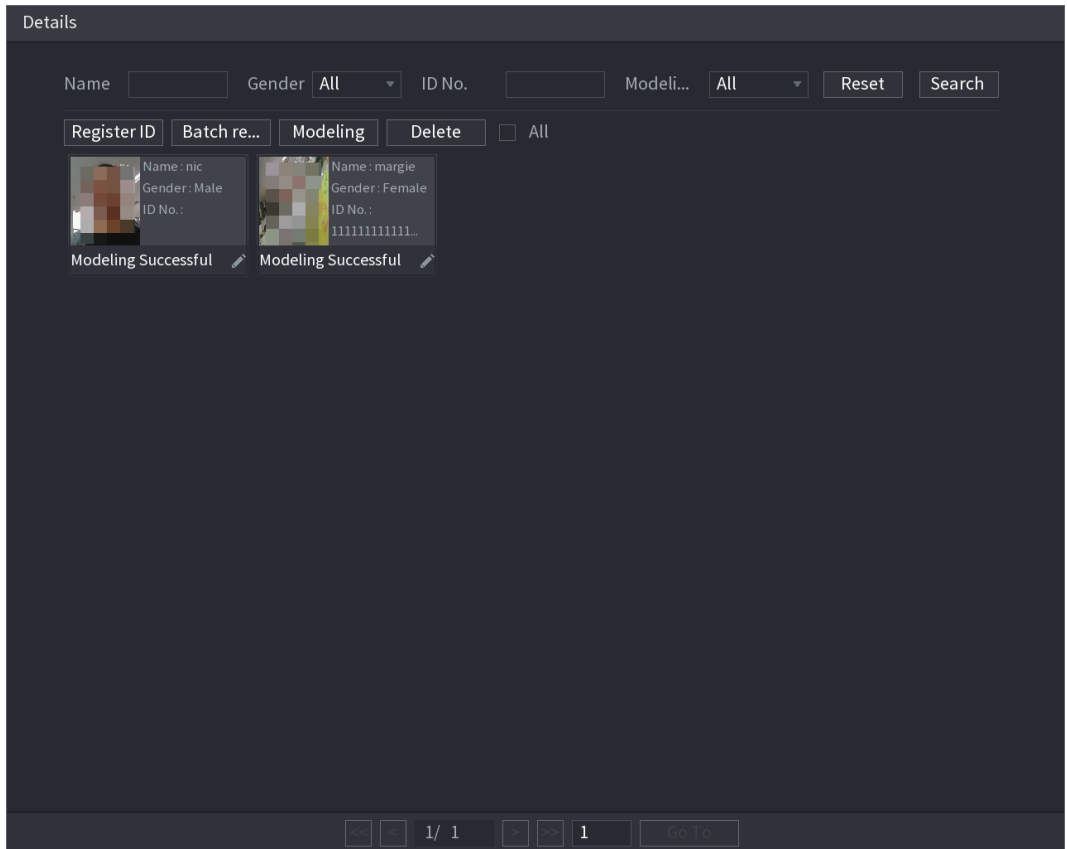 Details
Name Gender All ID No. Modeli... All Reset Search
Register ID Batch re... Modeling Delete All
Name : nic
Gender : Male
ID No. :
Modeling Successful
Name : margie
Gender : Female
ID No. :
111111111111...
Modeling Successful
<< < 1/ 1 > >> 1 Go To